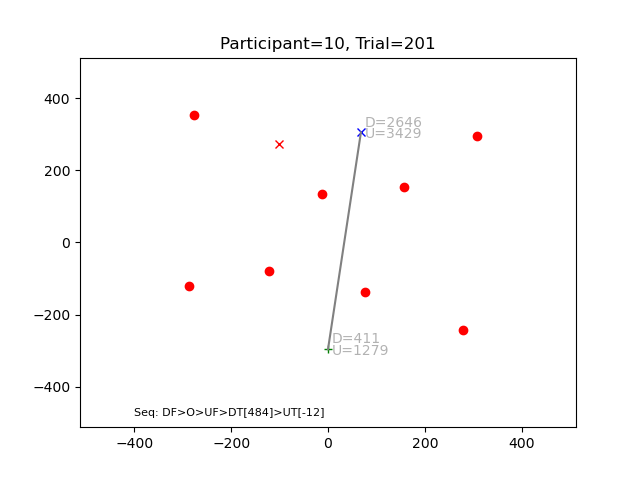 Participant=10, Trial=201
400
200
0
−200
−400
D=2646
U=3429
D=411
U=1279
Seq: DF>O>UF>DT[484]>UT[-12]
−400
−200
0
200
400